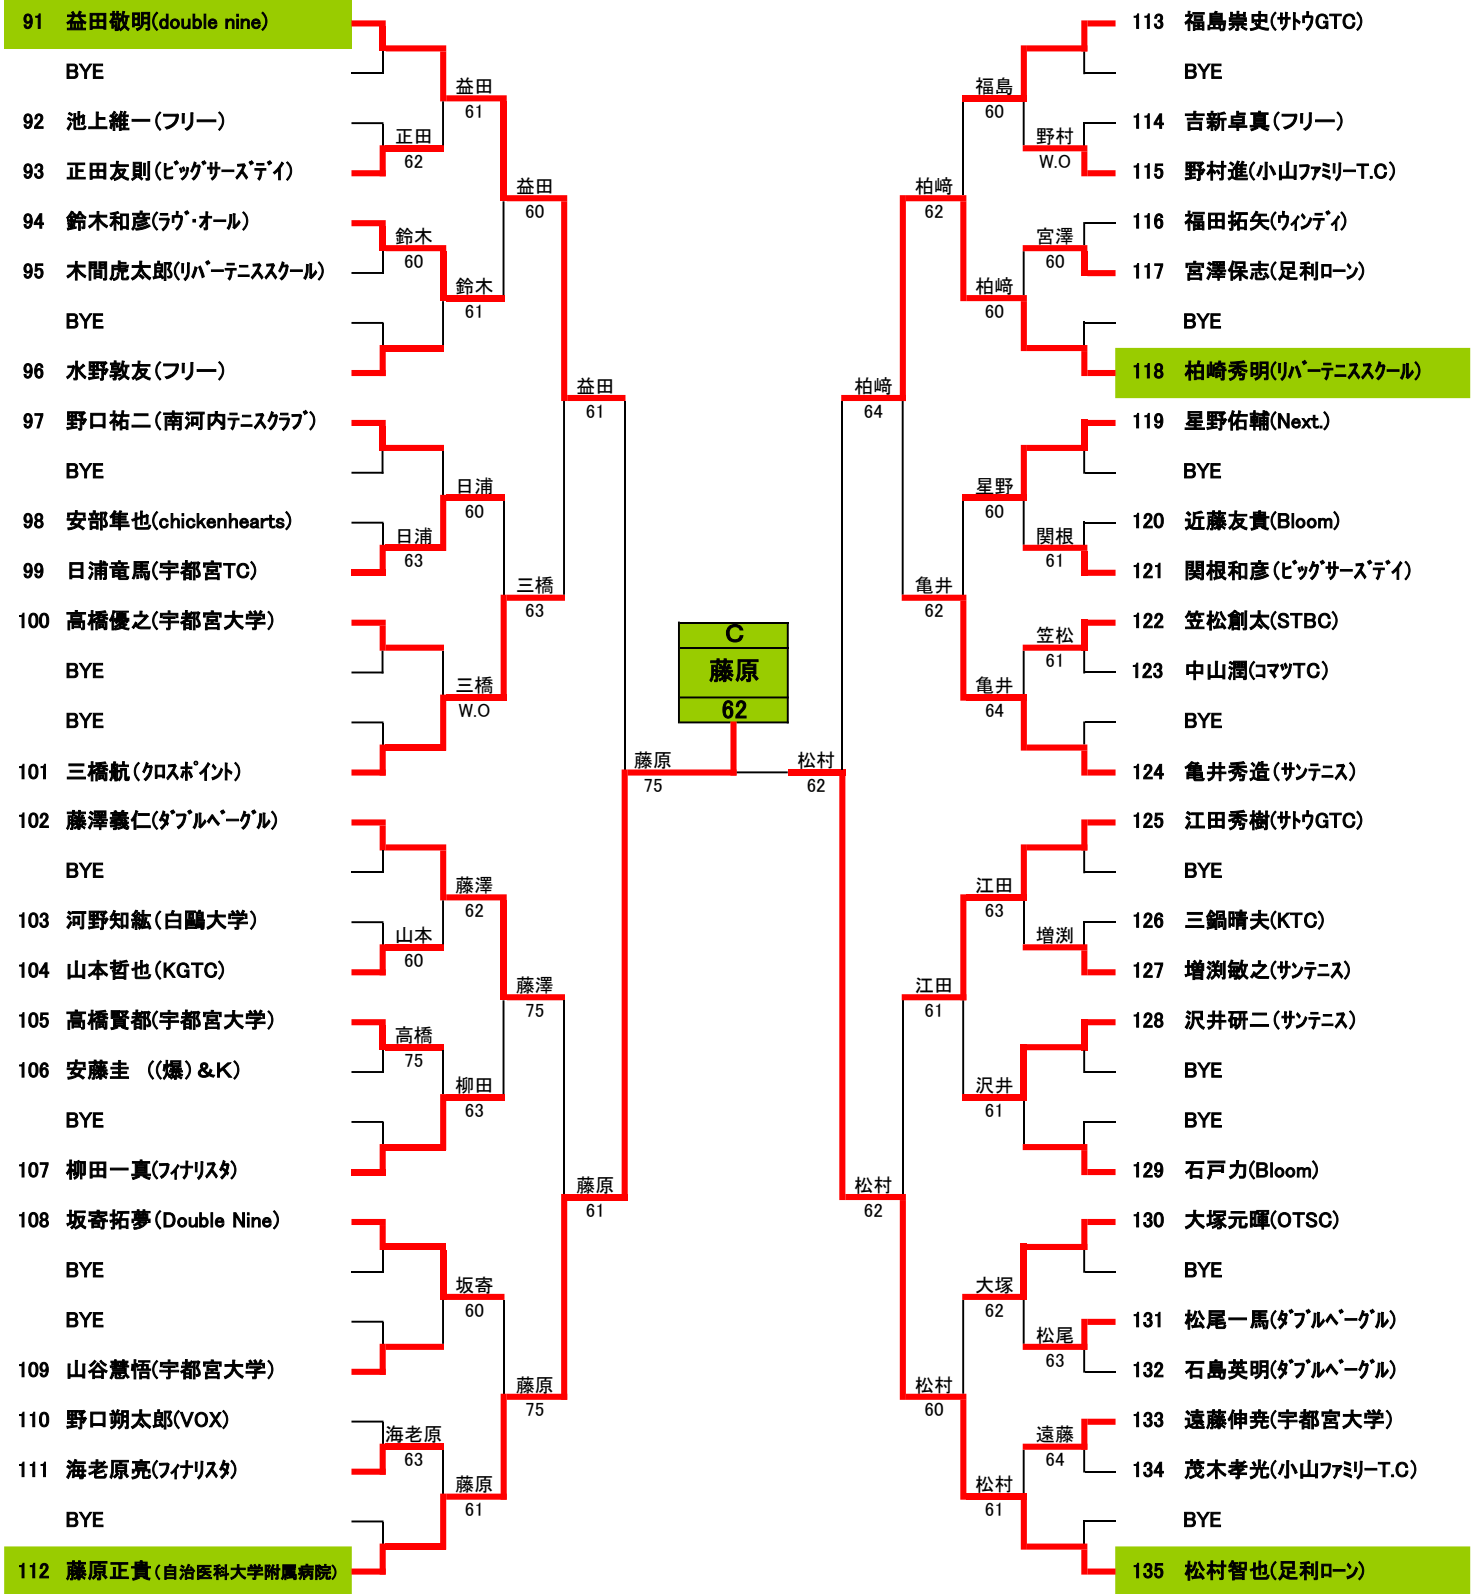 91 益田敬明(double nine)
BYE
92 池上維一(フリー)
93 正田友則(ビッグサーズデイ)
94 鈴木和彦(ラヴ・オール)
95 木間虎太郎(リバーテニススクール)
BYE
96 水野敦友(フリー)
97 野口祐二(南河内テニスクラブ)
BYE
98 安部隼也(chickenhearts)
99 日浦竜馬(宇都宮TC)
100 高橋優之(宇都宮大学)
BYE
BYE
101 三橋航(クロスポイント)
102 藤澤義仁(ダブルベーグル)
BYE
103 河野知紘(白鷗大学)
104 山本哲也(KGTC)
105 高橋賢都(宇都宮大学)
106 安藤圭 ((爆)&K)
BYE
107 柳田一真(フィナリスタ)
108 坂寄拓夢(Double Nine)
BYE
BYE
109 山谷慧悟(宇都宮大学)
110 野口朔太郎(VOX)
111 海老原亮(フィナリスタ)
BYE
112 藤原正貴(自治医科大学附属病院)
正田
62
鈴木
60
日浦
63
山本
60
高橋
75
海老原
63
益田
61
鈴木
61
日浦
60
三橋
W.O
藤澤
62
柳田
63
坂寄
60
藤原
61
益田
60
三橋
63
藤澤
75
藤原
75
益田
61
藤原
61
藤原
75
C
藤原
62
松村
62
柏﨑
64
松村
62
柏﨑
62
亀井
62
江田
61
松村
60
福島
60
柏﨑
60
星野
60
亀井
64
江田
63
沢井
61
大塚
62
松村
61
野村
W.O
宮澤
60
関根
61
笠松
61
増渕
松尾
63
遠藤
64
113 福島崇史(サトウGTC)
BYE
114 吉新卓真(フリー)
115 野村進(小山ファミリーT.C)
116 福田拓矢(ウィンディ)
117 宮澤保志(足利ローン)
BYE
118 柏﨑秀明(リバーテニススクール)
119 星野佑輔(Next.)
BYE
120 近藤友貴(Bloom)
121 関根和彦(ビッグサーズデイ)
122 笠松創太(STBC)
123 中山潤(コマツTC)
BYE
124 亀井秀造(サンテニス)
125 江田秀樹(サトウGTC)
BYE
126 三鍋晴夫(KTC)
127 増渕敏之(サンテニス)
128 沢井研二(サンテニス)
BYE
BYE
129 石戸力(Bloom)
130 大塚元暉(OTSC)
BYE
131 松尾一馬(ダブルベーグル)
132 石島英明(ダブルベーグル)
133 遠藤伸尭(宇都宮大学)
134 茂木孝光(小山ファミリーT.C)
BYE
135 松村智也(足利ローン)